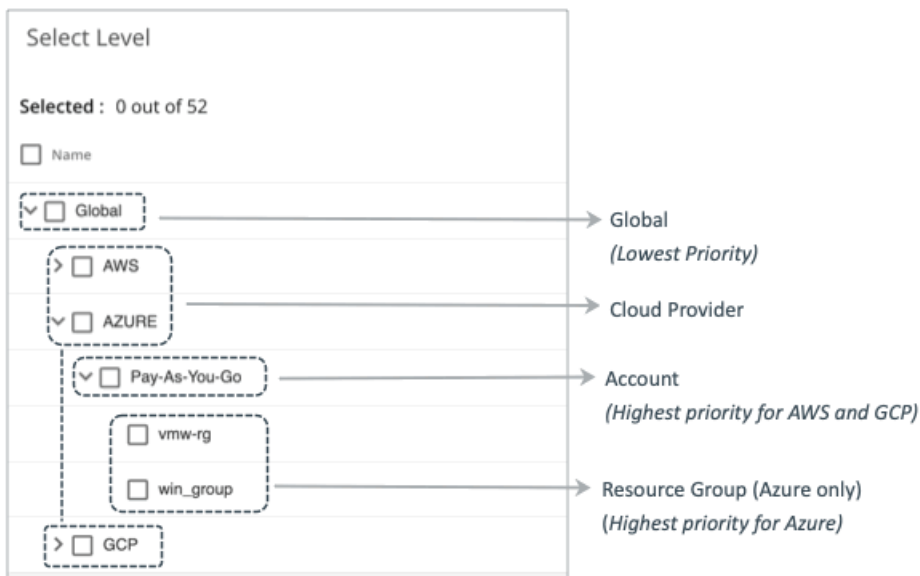 Select Level
Selected : 0 out of 52
Name
Global
Global
(Lowest Priority)
AWS
Cloud Provider
AZURE
Pay-As-You-Go
Account
(Highest priority for AWS and GCP)
vmw-rg
win_group
Resource Group (Azure only)
(Highest priority for Azure)
GCP